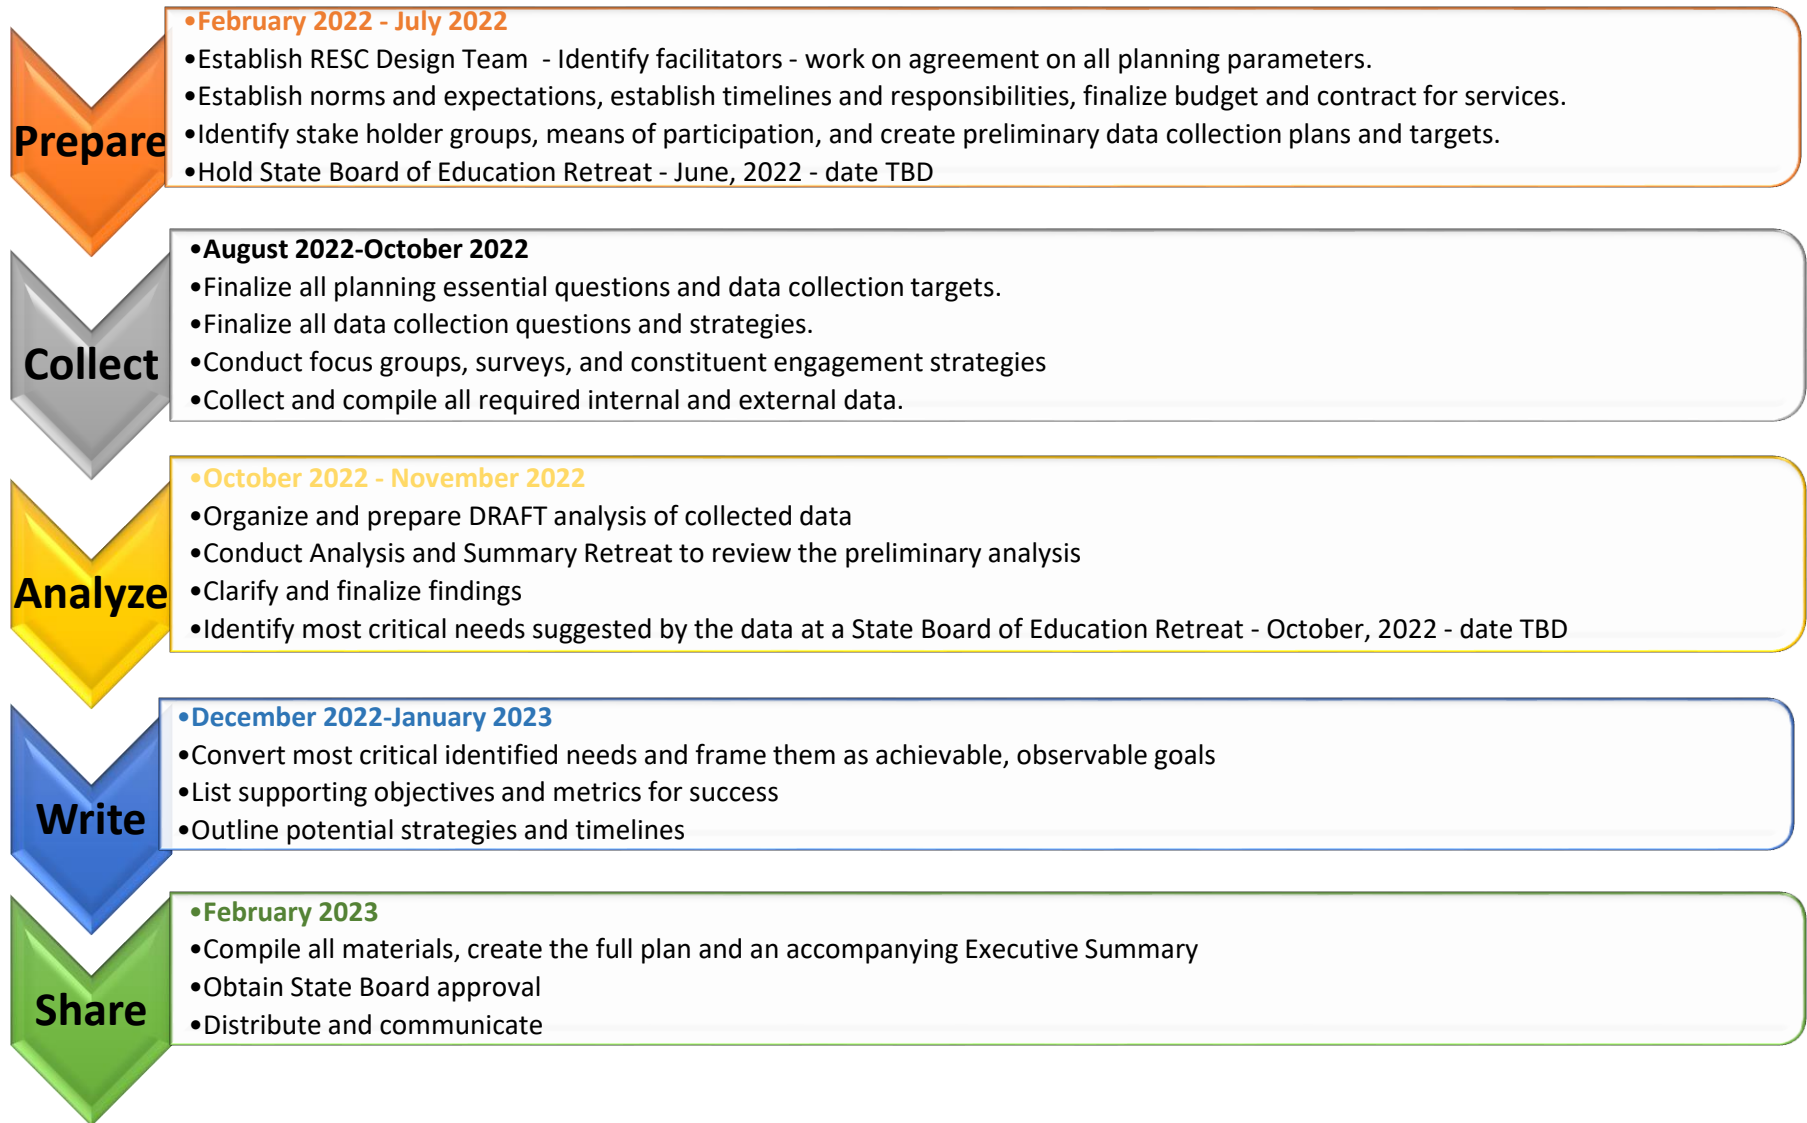 Prepare
•February 2022 - July 2022
•Establish RESC Design Team  - Identify facilitators - work on agreement on all planning parameters.
•Establish norms and expectations, establish timelines and responsibilities, finalize budget and contract for services.
•Identify stake holder groups, means of participation, and create preliminary data collection plans and targets.
•Hold State Board of Education Retreat - June, 2022 - date TBD
Collect
•August 2022-October 2022
•Finalize all planning essential questions and data collection targets.
•Finalize all data collection questions and strategies.
•Conduct focus groups, surveys, and constituent engagement strategies
•Collect and compile all required internal and external data.
Analyze
•October 2022 - November 2022
•Organize and prepare DRAFT analysis of collected data
•Conduct Analysis and Summary Retreat to review the preliminary analysis
•Clarify and finalize findings
•Identify most critical needs suggested by the data at a State Board of Education Retreat - October, 2022 - date TBD
Write
•December 2022-January 2023
•Convert most critical identified needs and frame them as achievable, observable goals
•List supporting objectives and metrics for success
•Outline potential strategies and timelines
Share
•February 2023
•Compile all materials, create the full plan and an accompanying Executive Summary
•Obtain State Board approval
•Distribute and communicate